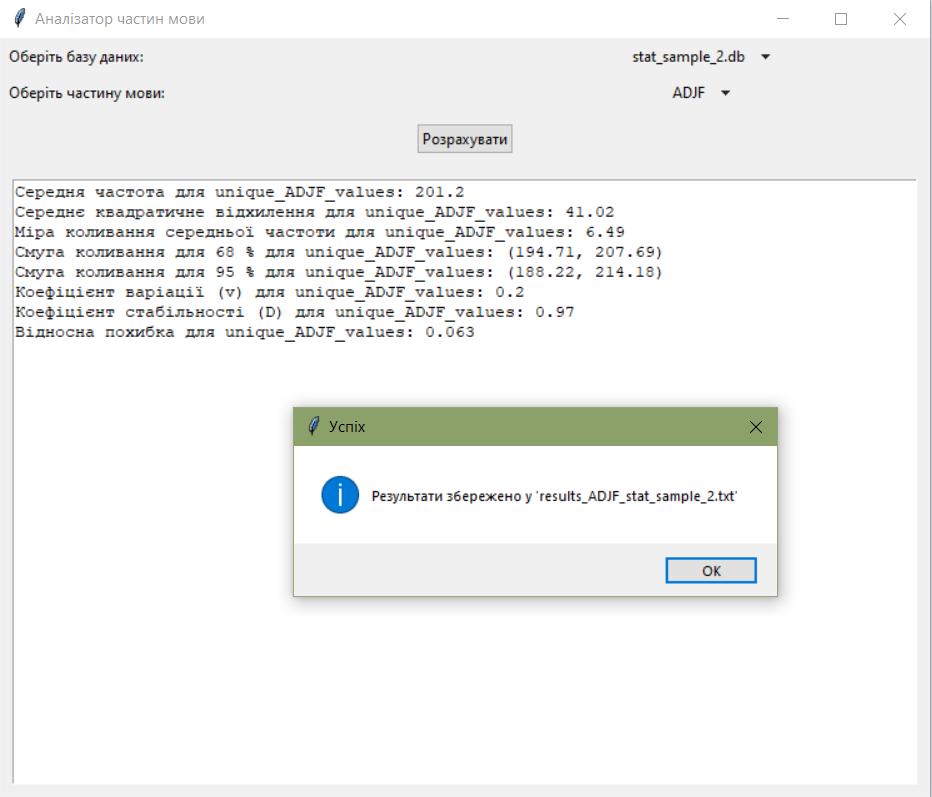 Аналізатор частин мови
Оберіть базу даних: stat_sample_2.db
Оберіть частину мови: ADJF
Розрахувати
Середня частота для unique_ADJF_values: 201.2
Середнє квадратичне відхилення для unique_ADJF_values: 41.02
Міра коливання середньої частоти для unique_ADJF_values: 6.49
Смуга коливання для 68 % для unique_ADJF_values: (194.71, 207.69)
Смуга коливання для 95 % для unique_ADJF_values: (188.22, 214.18)
Коефіцієнт варіації (v) для unique_ADJF_values: 0.2
Коефіцієнт стабільності (D) для unique_ADJF_values: 0.97
Відносна похибка для unique_ADJF_values: 0.063
Успіх
Результати збережено у 'results_ADJF_stat_sample_2.txt'
OK